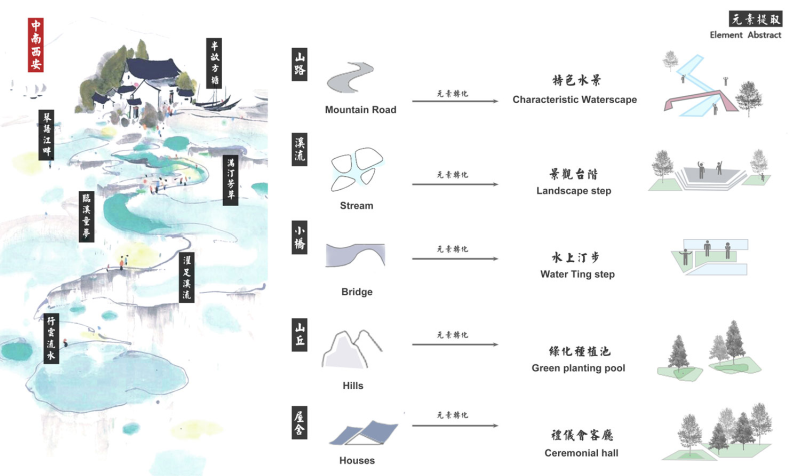 中南西安
半畝方塘
琴語江畔
滿汀芳草
臨溪童夢
濯足溪流
行雲流水
元素提取
Element Abstract
山路
Mountain Road
元素轉化
特色水景
Characteristic Waterscape
溪流
Stream
元素轉化
景觀台階
Landscape step
小橋
Bridge
元素轉化
水上汀步
Water Ting step
山丘
Hills
元素轉化
綠化種植池
Green planting pool
屋舍
Houses
元素轉化
禮儀會客廳
Ceremonial hall